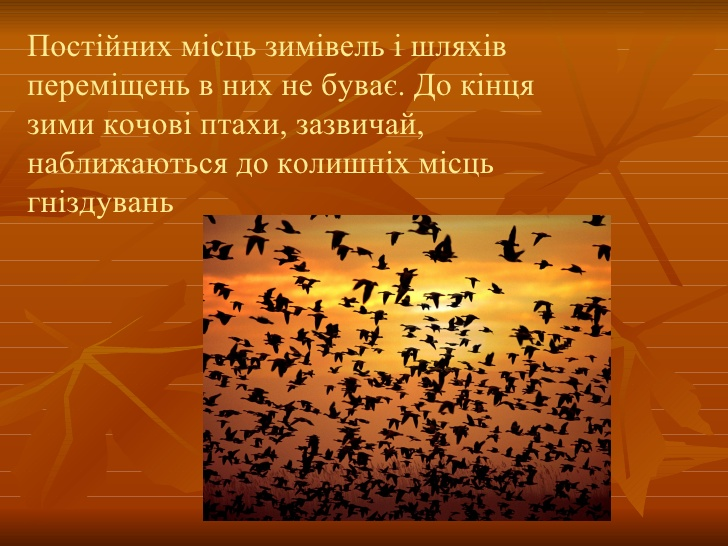 Постійних місць зимівель і шляхів
переміщень в них не буває. До кінця
зими кочові птахи, зазвичай,
наближаються до колишніх місць
гніздувань